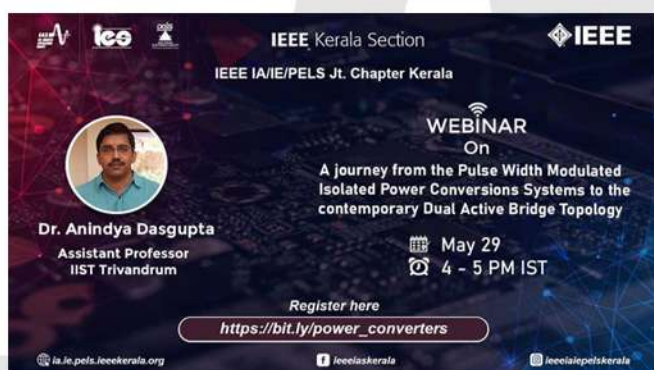 ies
pels
IEEE Kerala Section
IEEE
IEEE IA/IE/PELS Jt. Chapter Kerala
WEBINAR
On
A journey from the Pulse Width Modulated
Isolated Power Conversions Systems to the
contemporary Dual Active Bridge Topology
Dr. Anindya Dasgupta
Assistant Professor
IIST Trivandrum
May 29
4 - 5 PM IST
Register here
https://bit.ly/power_converters
ia.ie.pels.ieeekerala.org
ieeeiaskerala
ieeeiaiepelskerala